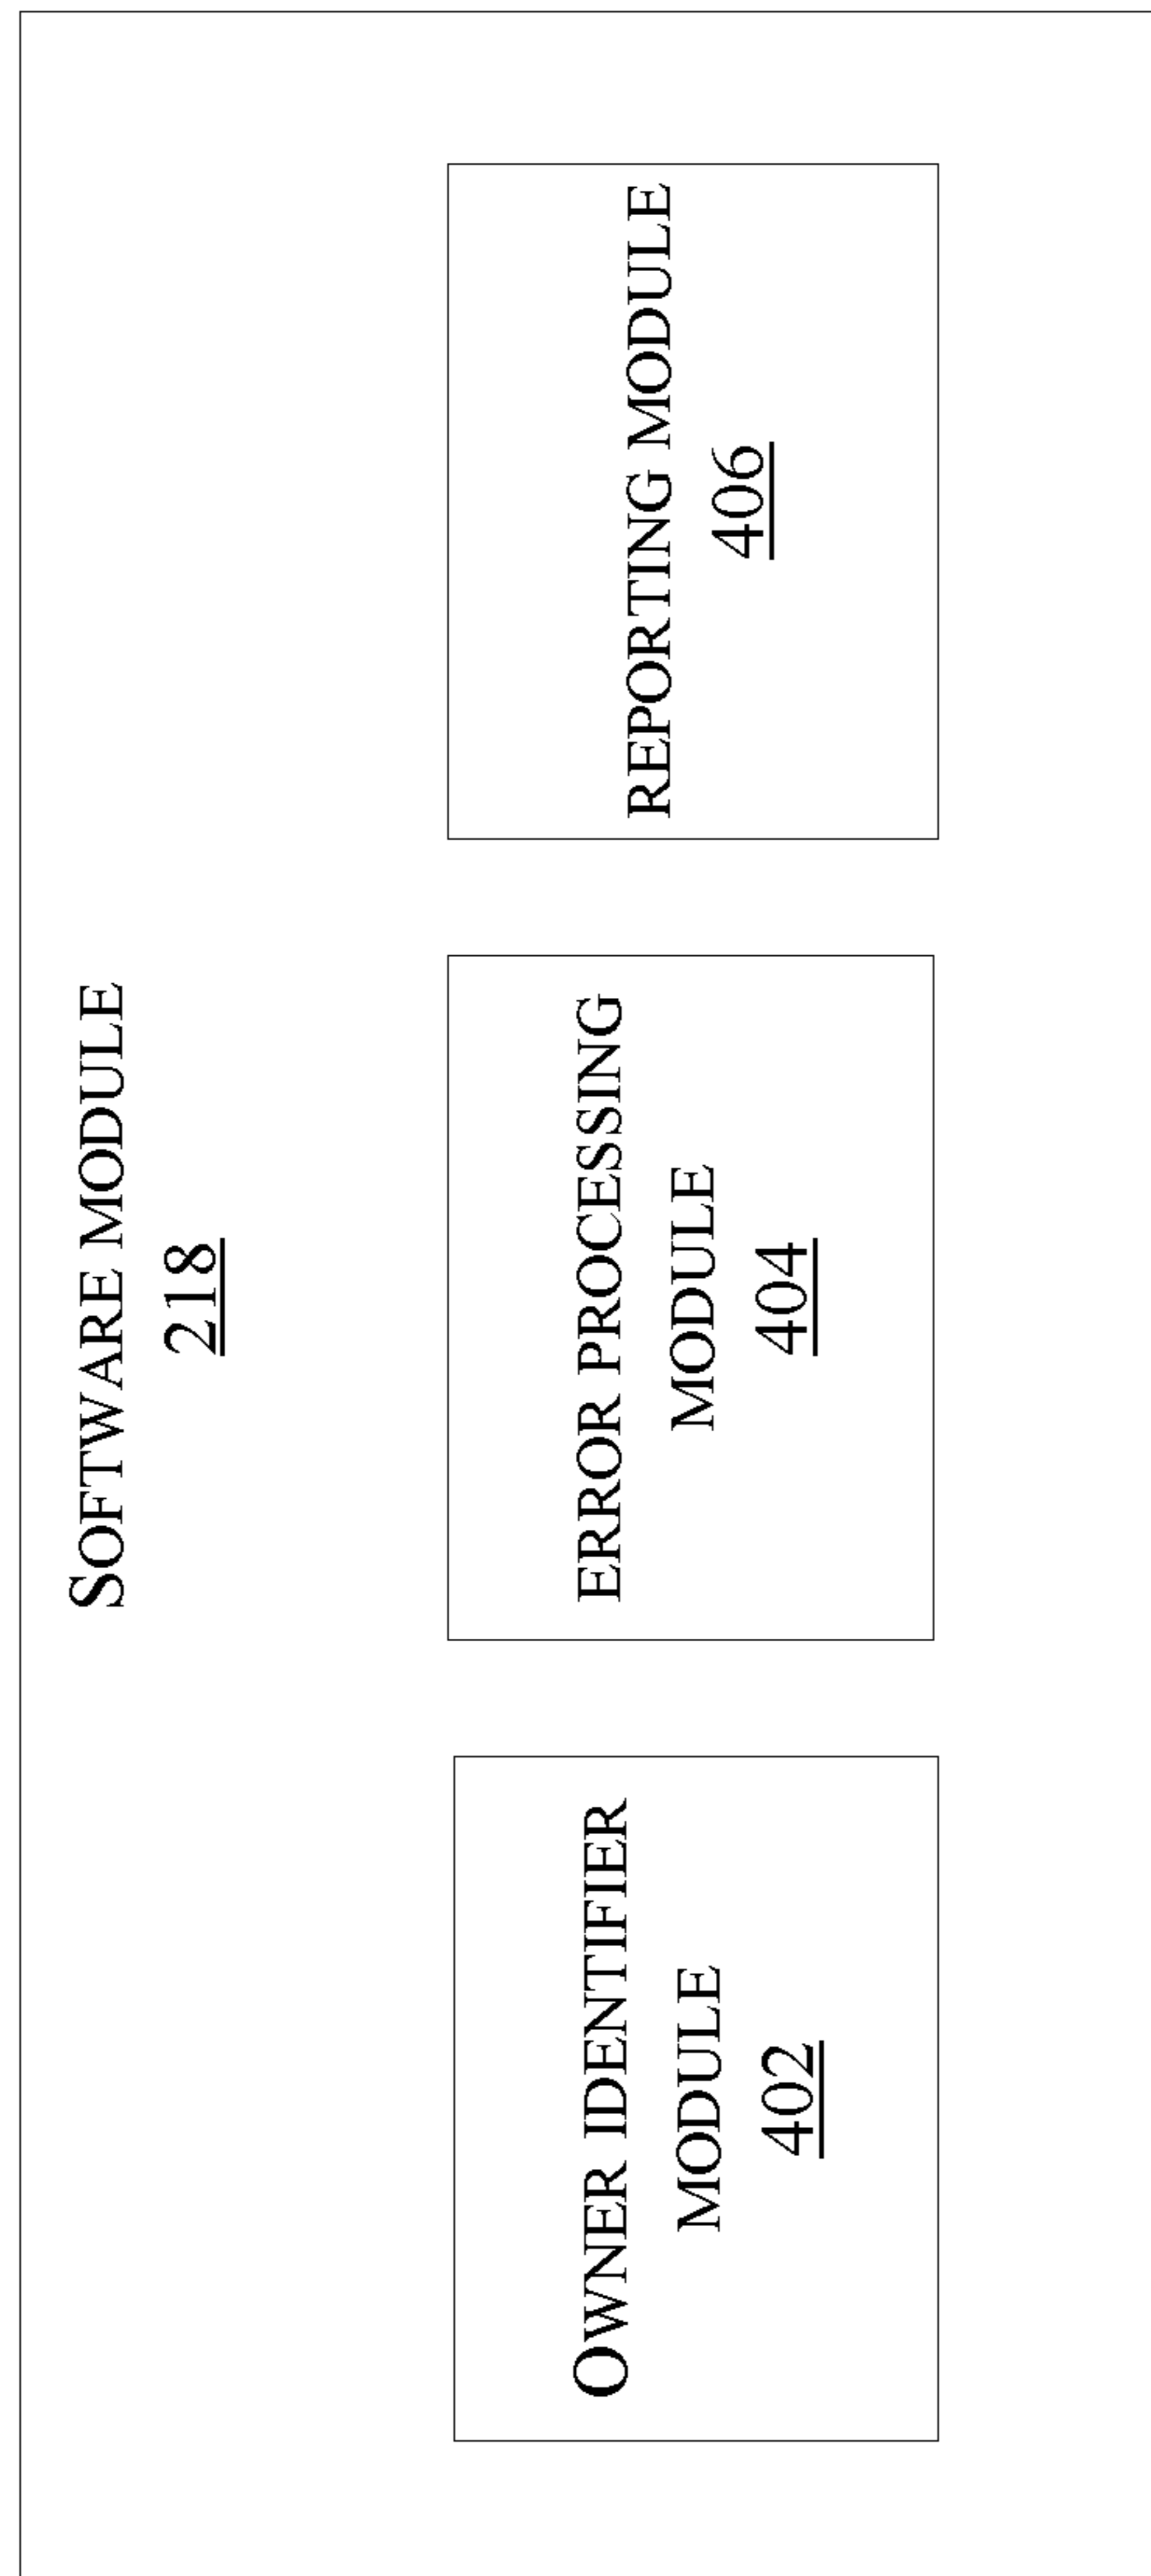 SOFTWARE MODULE
218
OWNER IDENTIFIER
MODULE
402
ERROR PROCESSING
MODULE
404
REPORTING MODULE
406